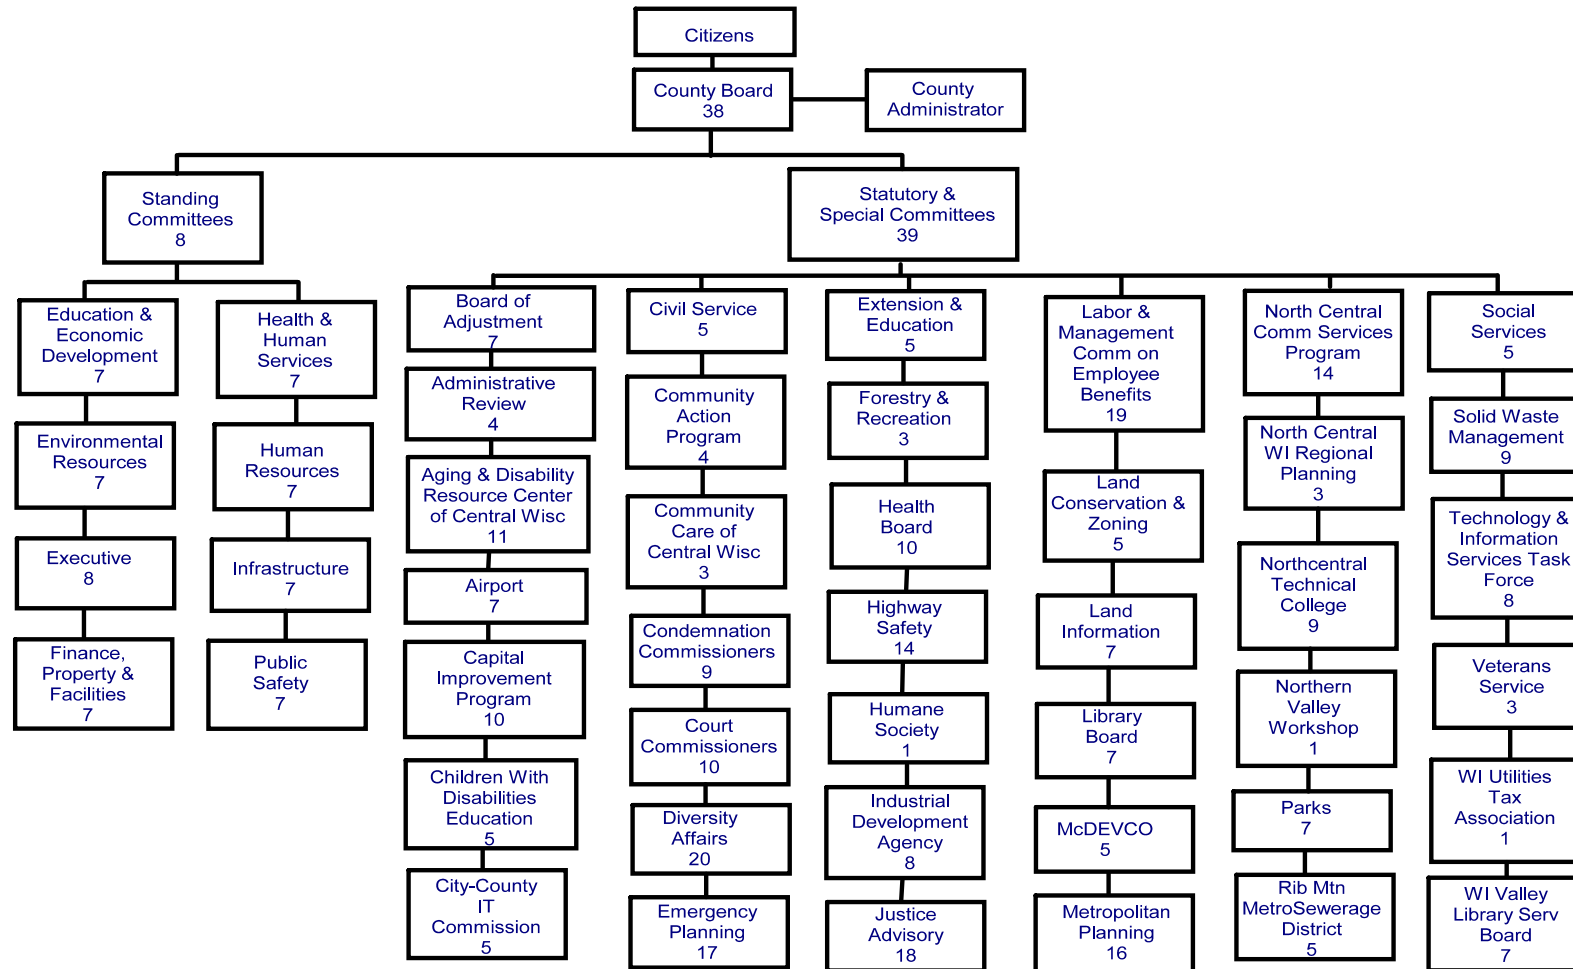 Citizens
County Board
38
County
Administrator
Standing
Committees
8
Statutory &
Special Committees
39
Education &
Economic
Development
7
Environmental
Resources
7
Executive
8
Finance,
Property &
Facilities
7
Health &
Human
Services
7
Human
Resources
7
Infrastructure
7
Public
Safety
7
Board of
Adjustment
7
Administrative
Review
4
Aging & Disability
Resource Center
of Central Wisc
11
Airport
7
Capital
Improvement
Program
10
Children With
Disabilities
Education
5
City-County
IT
Commission
5
Civil Service
5
Community
Action
Program
4
Community
Care of
Central Wisc
3
Condemnation
Commissioners
9
Court
Commissioners
10
Diversity
Affairs
20
Emergency
Planning
17
Extension &
Education
5
Forestry &
Recreation
3
Health
Board
10
Highway
Safety
14
Humane
Society
1
Industrial
Development
Agency
8
Justice
Advisory
18
Labor &
Management
Comm on
Employee
Benefits
19
Land
Conservation &
Zoning
5
Land
Information
7
Library
Board
7
McDEVCO
5
Metropolitan
Planning
16
North Central
Comm Services
Program
14
North Central
WI Regional
Planning
3
Northcentral
Technical
College
9
Northern
Valley
Workshop
1
Parks
7
Rib Mtn
MetroSewerage
District
5
Social
Services
5
Solid Waste
Management
9
Technology &
Information
Services Task
Force
8
Veterans
Service
3
WI Utilities
Tax
Association
1
WI Valley
Library Serv
Board
7